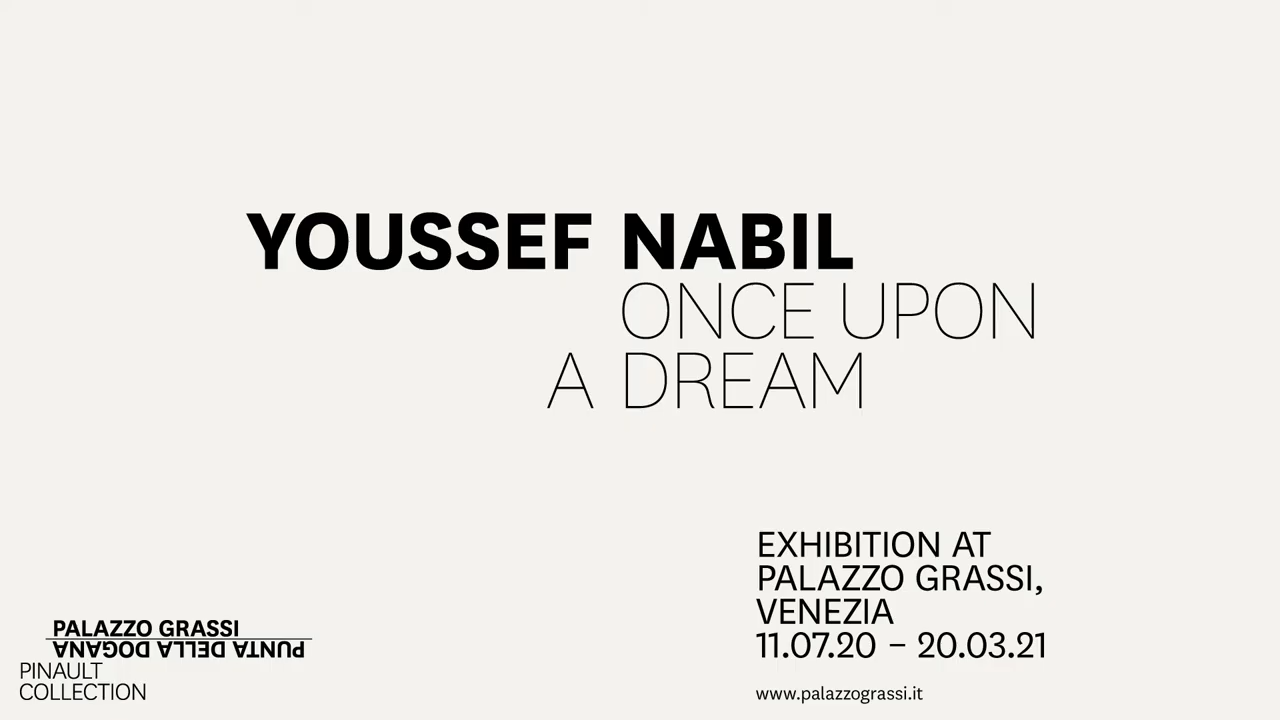 YOUSSEF NABIL
ONCE UPON
A DREAM
EXHIBITION AT
PALAZZO GRASSI,
VENEZIA
11.07.20 – 20.03.21
www.palazzograssi.it
PALAZZO GRASSI
PUNTA DELLA DOGANA
PINAULT
COLLECTION